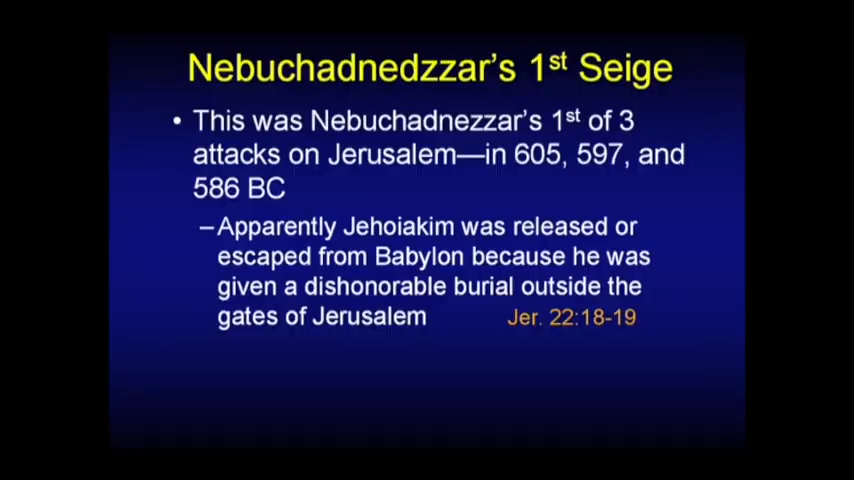 Nebuchadnedzzar's 1st Seige
• This was Nebuchadnezzar's 1st of 3
attacks on Jerusalem—in 605, 597, and
586 BC
–Apparently Jehoiakim was released or
escaped from Babylon because he was
given a dishonorable burial outside the
gates of Jerusalem Jer. 22:18-19